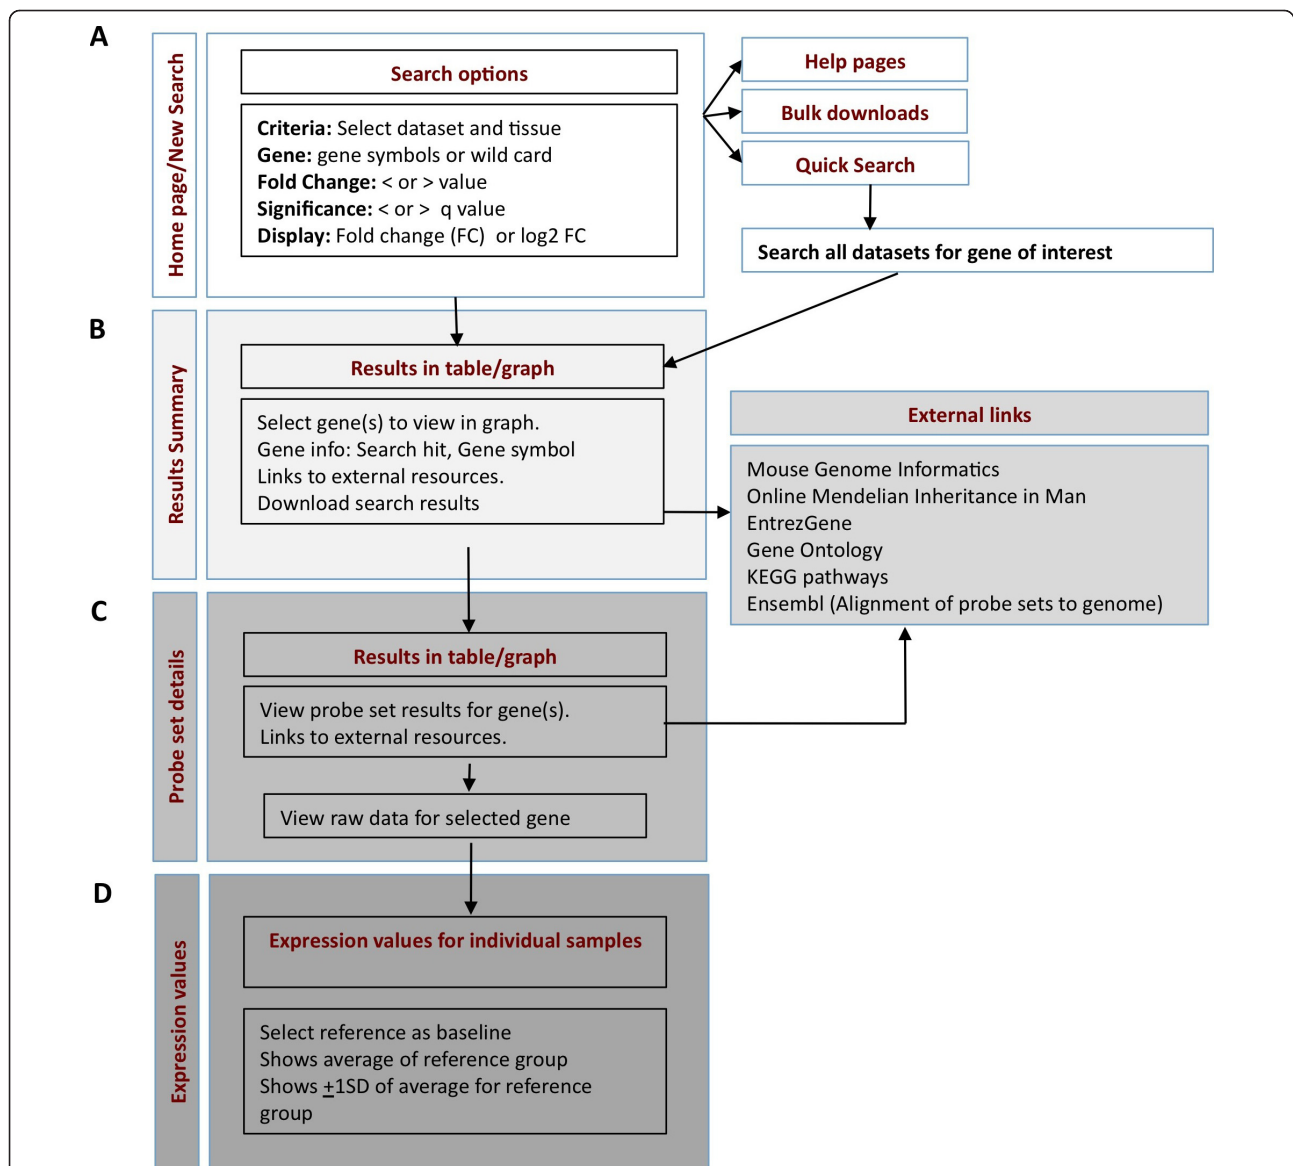 A
Home page/New Search
Search options
Criteria: Select dataset and tissue
Gene: gene symbols or wild card
Fold Change: < or > value
Significance: < or >  q value
Display: Fold change (FC)  or log2 FC
Help pages
Bulk downloads
Quick Search
Search all datasets for gene of interest
B
Results Summary
Results in table/graph
Select gene(s) to view in graph.
Gene info: Search hit, Gene symbol
Links to external resources.
Download search results
External links
Mouse Genome Informatics
Online Mendelian Inheritance in Man
EntrezGene
Gene Ontology
KEGG pathways
Ensembl (Alignment of probe sets to genome)
C
Probe set details
Results in table/graph
View probe set results for gene(s).
Links to external resources.
View raw data for selected gene
D
Expression values
Expression values for individual samples
Select reference as baseline
Shows average of reference group
Shows ±1SD of average for reference
group